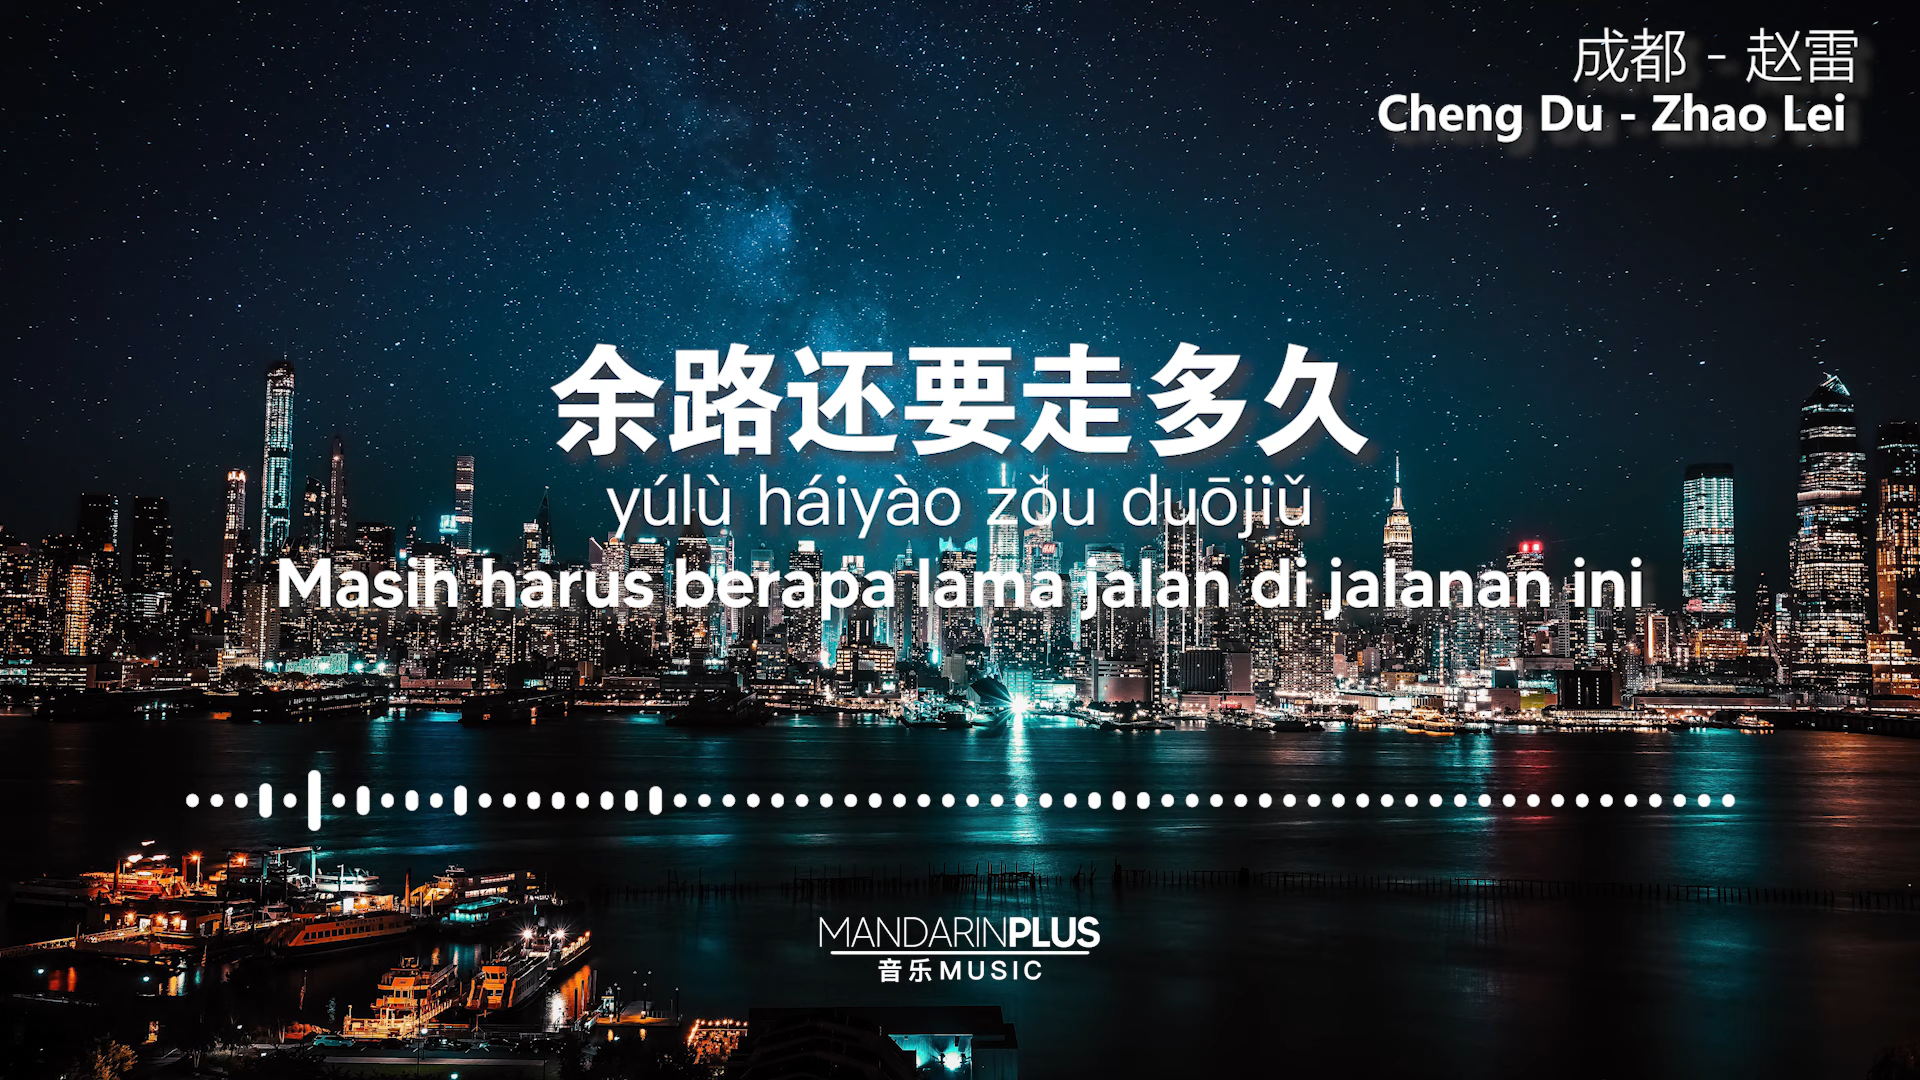 成都 - 赵雷
Cheng Du - Zhao Lei
余路还要走多久
yúlù háiyào zǒu duōjiǔ
Masih harus berapa lama jalan di jalanan ini
MANDARINPLUS
音乐MUSIC